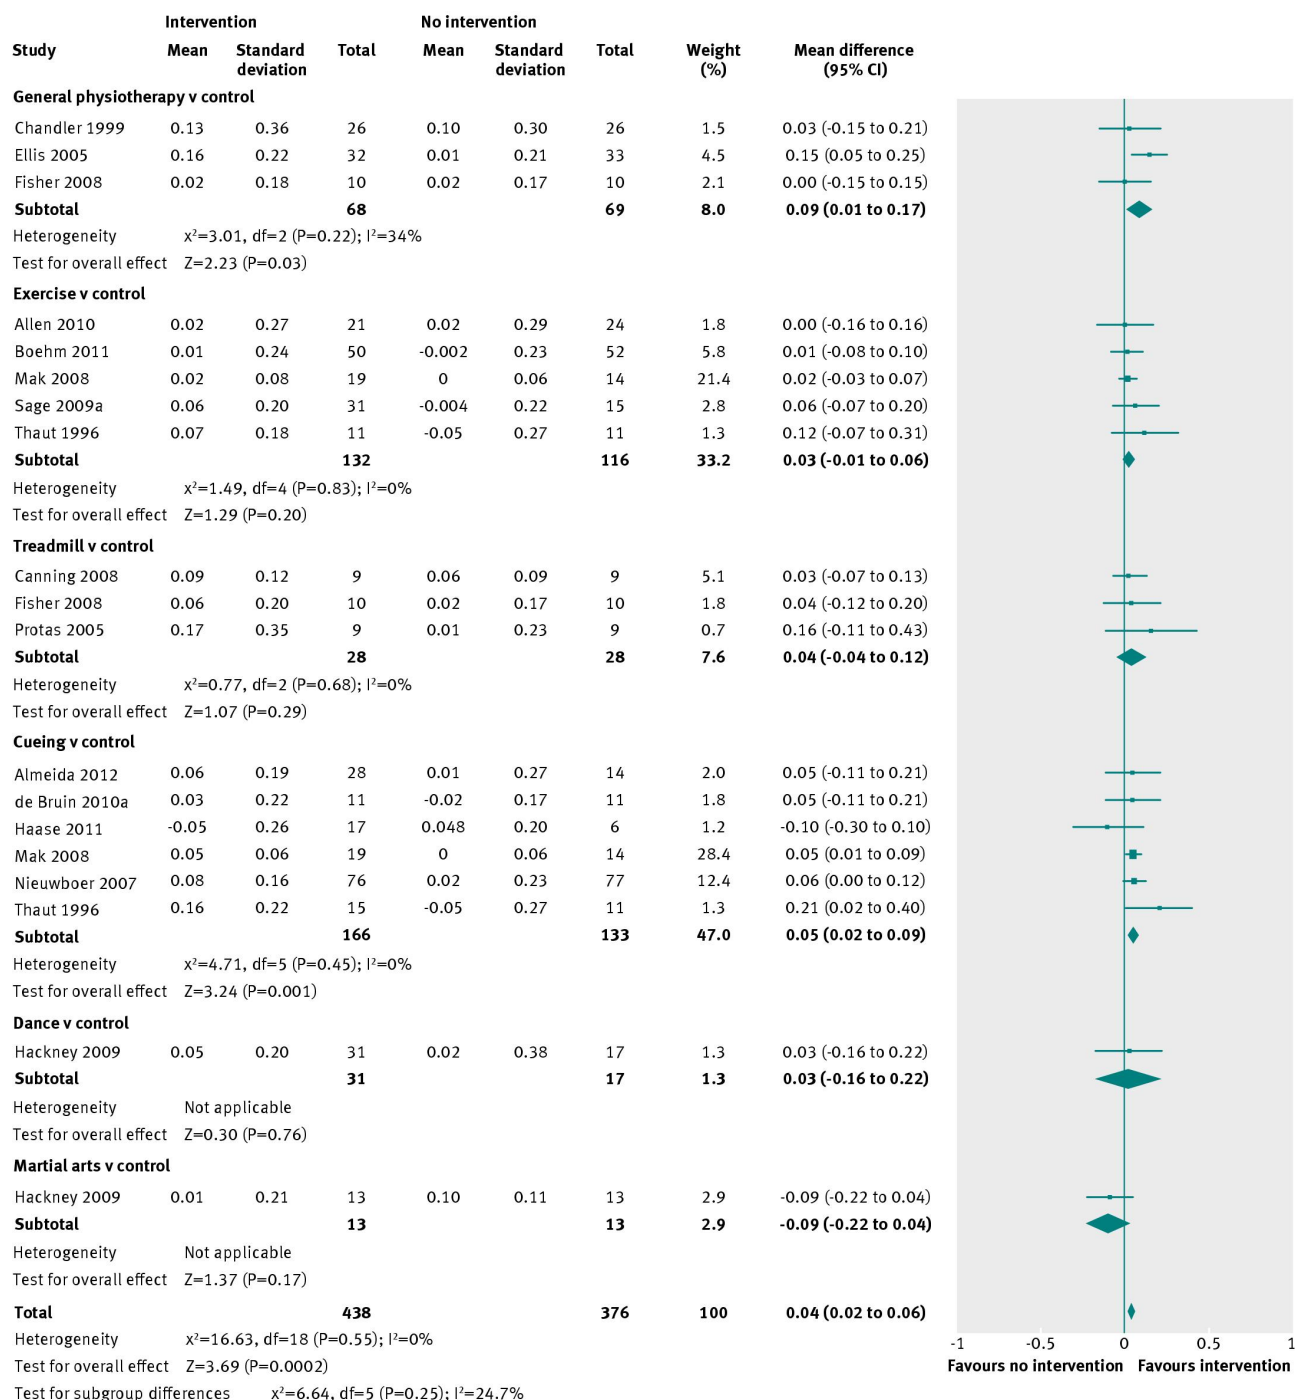 Intervention No intervention
Study Mean Standard deviation Total Mean Standard deviation Total Weight (%) Mean difference (95% CI)
General physiotherapy v control
Chandler 1999 0.13 0.36 26 0.10 0.30 26 1.5 0.03 (-0.15 to 0.21)
Ellis 2005 0.16 0.22 32 0.01 0.21 33 4.5 0.15 (0.05 to 0.25)
Fisher 2008 0.02 0.18 10 0.02 0.17 10 2.1 0.00 (-0.15 to 0.15)
Subtotal 68 69 8.0 0.09 (0.01 to 0.17)
Heterogeneity x²=3.01, df=2 (P=0.22); I²=34%
Test for overall effect Z=2.23 (P=0.03)
Exercise v control
Allen 2010 0.02 0.27 21 0.02 0.29 24 1.8 0.00 (-0.16 to 0.16)
Boehm 2011 0.01 0.24 50 -0.002 0.23 52 5.8 0.01 (-0.08 to 0.10)
Mak 2008 0.02 0.08 19 0 0.06 14 21.4 0.02 (-0.03 to 0.07)
Sage 2009a 0.06 0.20 31 -0.004 0.22 15 2.8 0.06 (-0.07 to 0.20)
Thaut 1996 0.07 0.18 11 -0.05 0.27 11 1.3 0.12 (-0.07 to 0.31)
Subtotal 132 116 33.2 0.03 (-0.01 to 0.06)
Heterogeneity x²=1.49, df=4 (P=0.83); I²=0%
Test for overall effect Z=1.29 (P=0.20)
Treadmill v control
Canning 2008 0.09 0.12 9 0.06 0.09 9 5.1 0.03 (-0.07 to 0.13)
Fisher 2008 0.06 0.20 10 0.02 0.17 10 1.8 0.04 (-0.12 to 0.20)
Protas 2005 0.17 0.35 9 0.01 0.23 9 0.7 0.16 (-0.11 to 0.43)
Subtotal 28 28 7.6 0.04 (-0.04 to 0.12)
Heterogeneity x²=0.77, df=2 (P=0.68); I²=0%
Test for overall effect Z=1.07 (P=0.29)
Cueing v control
Almeida 2012 0.06 0.19 28 0.01 0.27 14 2.0 0.05 (-0.11 to 0.21)
de Bruin 2010a 0.03 0.22 11 -0.02 0.17 11 1.8 0.05 (-0.11 to 0.21)
Haase 2011 -0.05 0.26 17 0.048 0.20 6 1.2 -0.10 (-0.30 to 0.10)
Mak 2008 0.05 0.06 19 0 0.06 14 28.4 0.05 (0.01 to 0.09)
Nieuwboer 2007 0.08 0.16 76 0.02 0.23 77 12.4 0.06 (0.00 to 0.12)
Thaut 1996 0.16 0.22 15 -0.05 0.27 11 1.3 0.21 (0.02 to 0.40)
Subtotal 166 133 47.0 0.05 (0.02 to 0.09)
Heterogeneity x²=4.71, df=5 (P=0.45); I²=0%
Test for overall effect Z=3.24 (P=0.001)
Dance v control
Hackney 2009 0.05 0.20 31 0.02 0.38 17 1.3 0.03 (-0.16 to 0.22)
Subtotal 31 17 1.3 0.03 (-0.16 to 0.22)
Heterogeneity Not applicable
Test for overall effect Z=0.30 (P=0.76)
Martial arts v control
Hackney 2009 0.01 0.21 13 0.10 0.11 13 2.9 -0.09 (-0.22 to 0.04)
Subtotal 13 13 2.9 -0.09 (-0.22 to 0.04)
Heterogeneity Not applicable
Test for overall effect Z=1.37 (P=0.17)
Total 438 376 100 0.04 (0.02 to 0.06)
Heterogeneity x²=16.63, df=18 (P=0.55); I²=0%
Test for overall effect Z=3.69 (P=0.0002)
Test for subgroup differences x²=6.64, df=5 (P=0.25); I²=24.7%
-1 -0.5 0 0.5 1
Favours no intervention Favours intervention